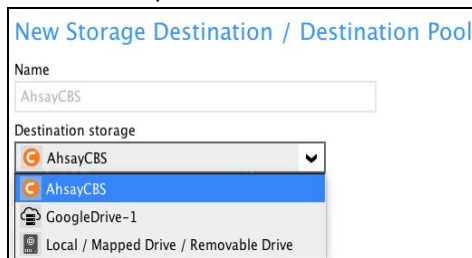 New Storage Destination / Destination Pool
Name
AhsayCBS
Destination storage
AhsayCBS
AhsayCBS
GoogleDrive-1
Local / Mapped Drive / Removable Drive